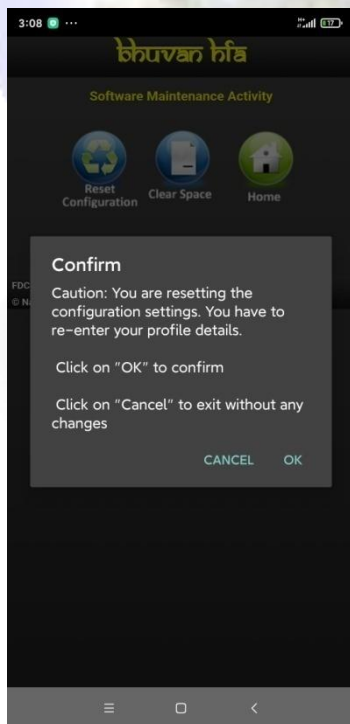 3:08 ...
bhuvan hfa
Software Maintenance Activity
Reset
Configuration
Clear Space
Home
FDC
© Na
Confirm
Caution: You are resetting the
configuration settings. You have to
re-enter your profile details.
Click on "OK" to confirm
Click on "Cancel" to exit without any
changes
CANCEL OK